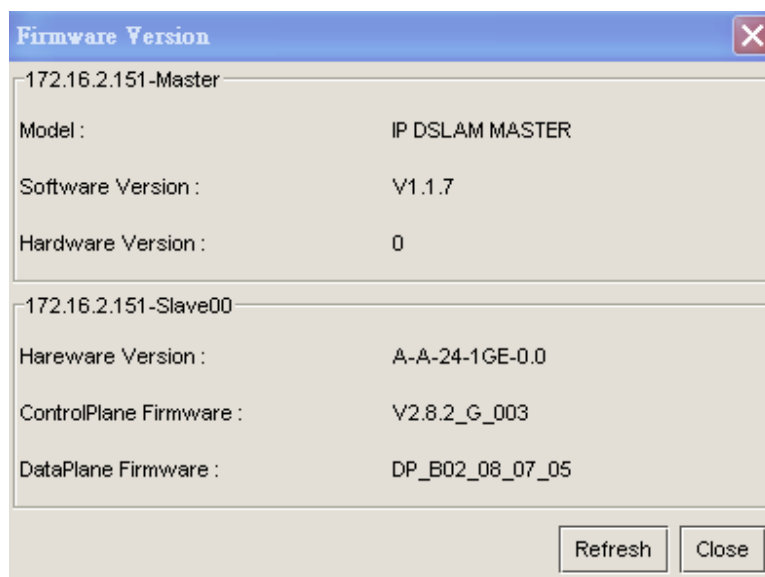 Firmware Version
172.16.2.151-Master
Model : IP DSLAM MASTER
Software Version : V1.1.7
Hardware Version : 0
172.16.2.151-Slave00
Hareware Version : A-A-24-1GE-0.0
ControlPlane Firmware : V2.8.2_G_003
DataPlane Firmware : DP_B02_08_07_05
Refresh Close